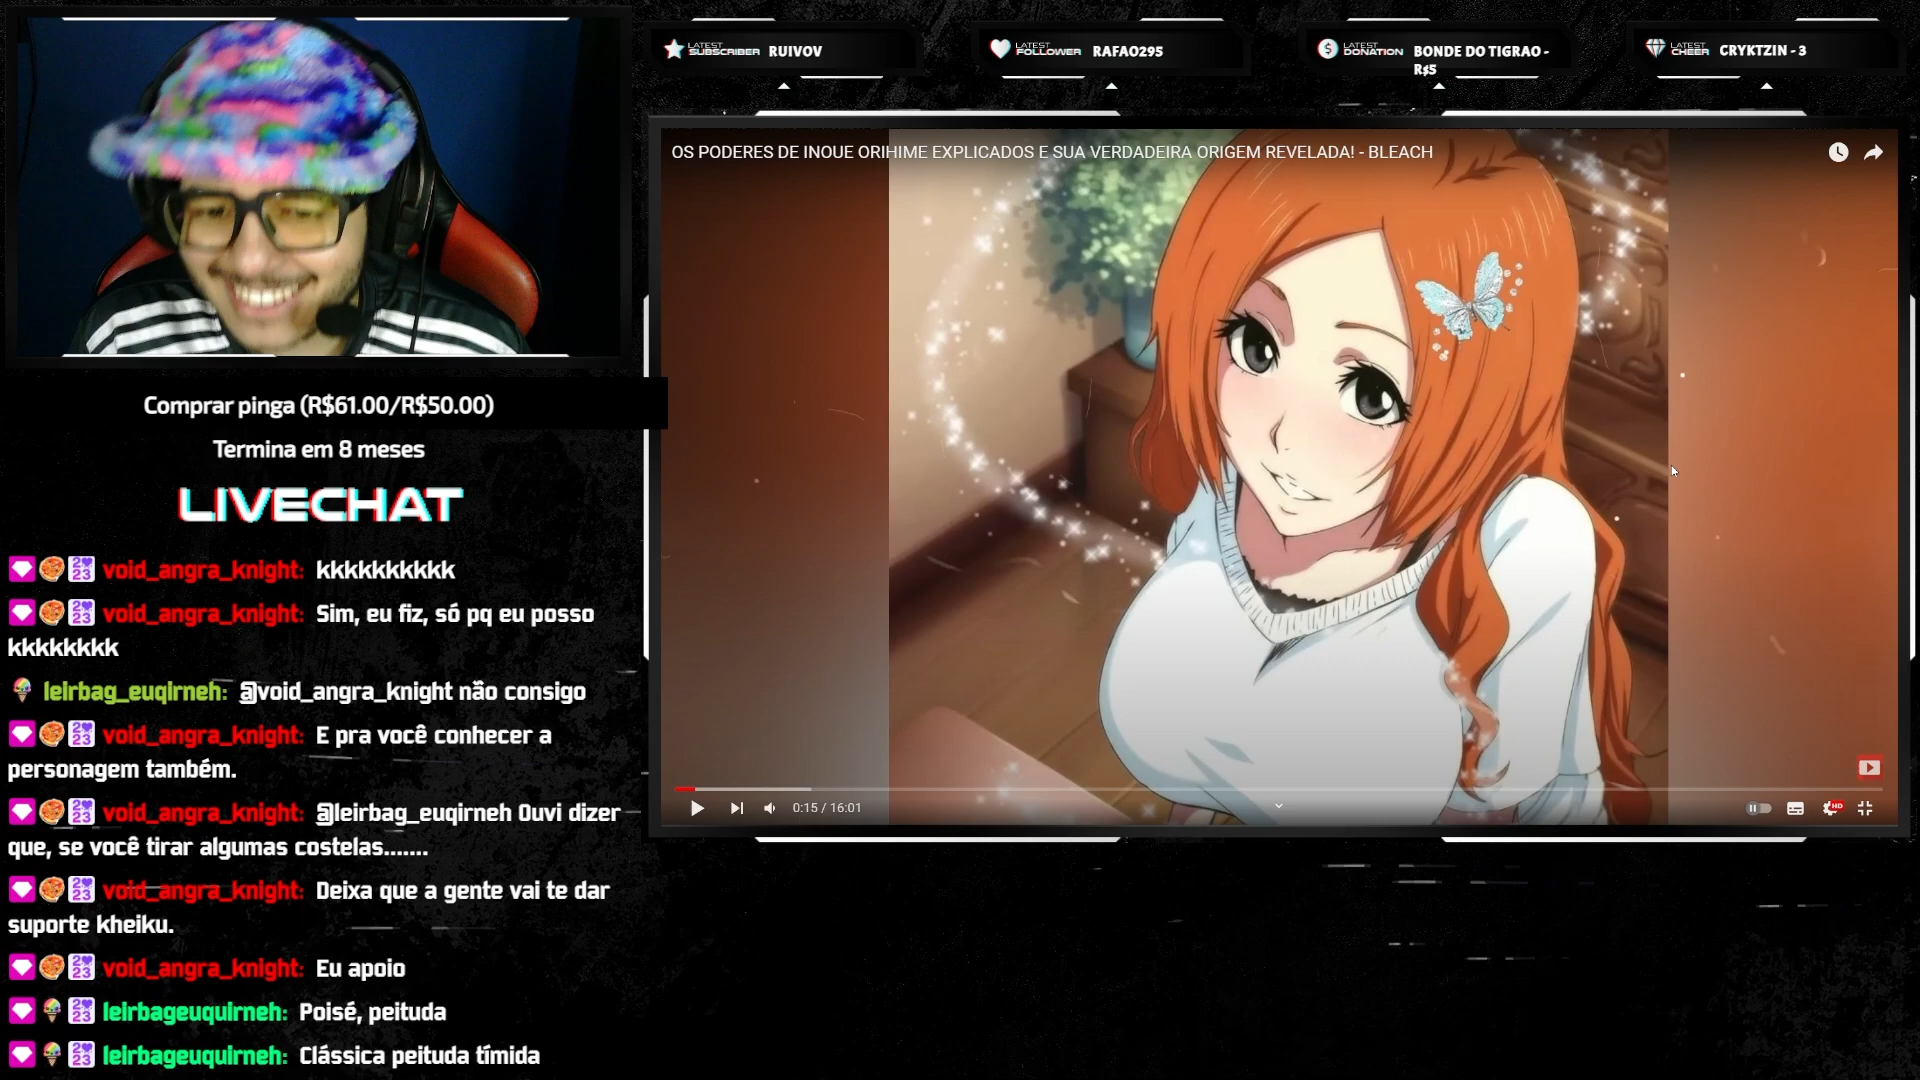 LATEST SUBSCRIBER RUIVOV
LATEST FOLLOWER RAFAO295
LATEST DONATION BONDE DO TIGRAO -
R$5
LATEST CHEER CRYKTZIN - 3
OS PODERES DE INOUE ORIHIME EXPLICADOS E SUA VERDADEIRA ORIGEM REVELADA! - BLEACH
0:15 / 16:01
HD
Comprar pinga (R$61.00/R$50.00)
Termina em 8 meses
LIVECHAT
void_angra_knight: kkkkkkkkkk
void_angra_knight: Sim, eu fiz, só pq eu posso
kkkkkkkk
leirbag_euqirneh: @void_angra_knight não consigo
void_angra_knight: E pra você conhecer a
personagem também.
void_angra_knight: @leirbag_euqirneh Ouvi dizer
que, se você tirar algumas costelas.......
void_angra_knight: Deixa que a gente vai te dar
suporte kheiku.
void_angra_knight: Eu apoio
leirbageuquirneh: Poisé, peituda
leirbageuquirneh: Clássica peituda tímida